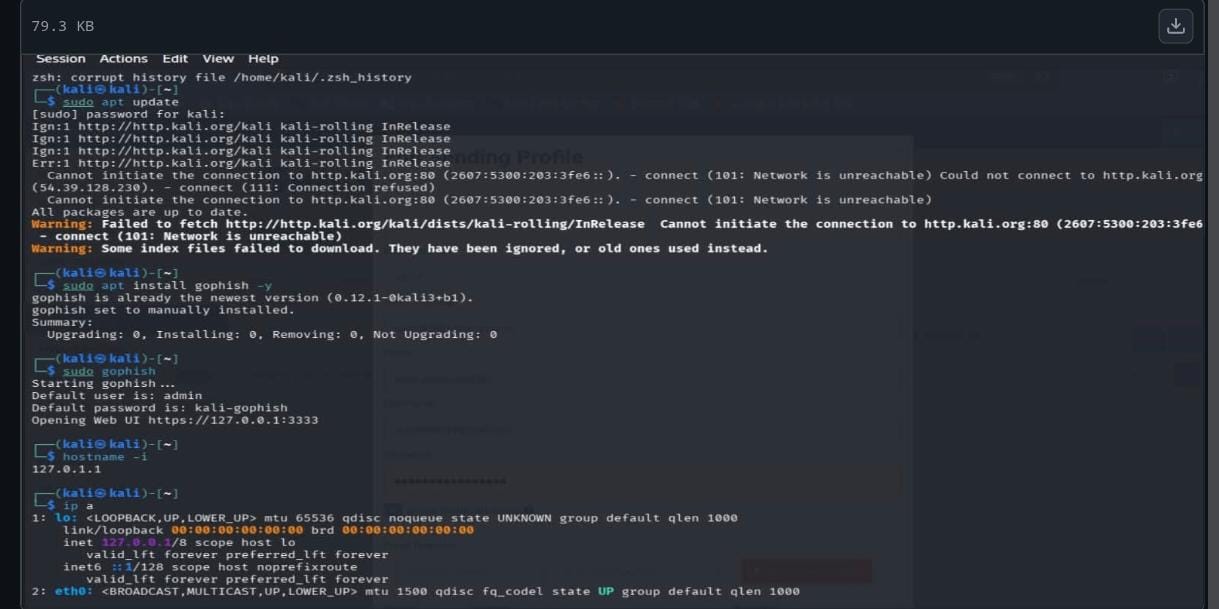 79.3 KB
Session Actions Edit View Help
zsh: corrupt history file /home/kali/.zsh_history
┌──(kali㉿kali)-[~]
└─$ sudo apt update
[sudo] password for kali:
Ign:1 http://http.kali.org/kali kali-rolling InRelease
Ign:1 http://http.kali.org/kali kali-rolling InRelease
Ign:1 http://http.kali.org/kali kali-rolling InRelease
Err:1 http://http.kali.org/kali kali-rolling InRelease
Cannot initiate the connection to http.kali.org:80 (2607:5300:203:3fe6::). - connect (101: Network is unreachable) Could not connect to http.kali.org
(54.39.128.230). - connect (111: Connection refused)
Cannot initiate the connection to http.kali.org:80 (2607:5300:203:3fe6::). - connect (101: Network is unreachable)
All packages are up to date.
Warning: Failed to fetch http://http.kali.org/kali/dists/kali-rolling/InRelease Cannot initiate the connection to http.kali.org:80 (2607:5300:203:3fe6
- connect (101: Network is unreachable)
Warning: Some index files failed to download. They have been ignored, or old ones used instead.
┌──(kali㉿kali)-[~]
└─$ sudo apt install gophish -y
gophish is already the newest version (0.12.1-0kali3+b1).
gophish set to manually installed.
Summary:
Upgrading: 0, Installing: 0, Removing: 0, Not Upgrading: 0
┌──(kali㉿kali)-[~]
└─$ sudo gophish
Starting gophish...
Default user is: admin
Default password is: kali-gophish
Opening Web UI https://127.0.0.1:3333
┌──(kali㉿kali)-[~]
└─$ hostname -i
127.0.1.1
┌──(kali㉿kali)-[~]
└─$ ip a
1: lo: <LOOPBACK,UP,LOWER_UP> mtu 65536 qdisc noqueue state UNKNOWN group default qlen 1000
link/loopback 00:00:00:00:00:00 brd 00:00:00:00:00:00
inet 127.0.0.1/8 scope host lo
valid_lft forever preferred_lft forever
inet6 ::1/128 scope host noprefixroute
valid_lft forever preferred_lft forever
2: eth0: <BROADCAST,MULTICAST,UP,LOWER_UP> mtu 1500 qdisc fq_codel state UP group default qlen 1000
Profile